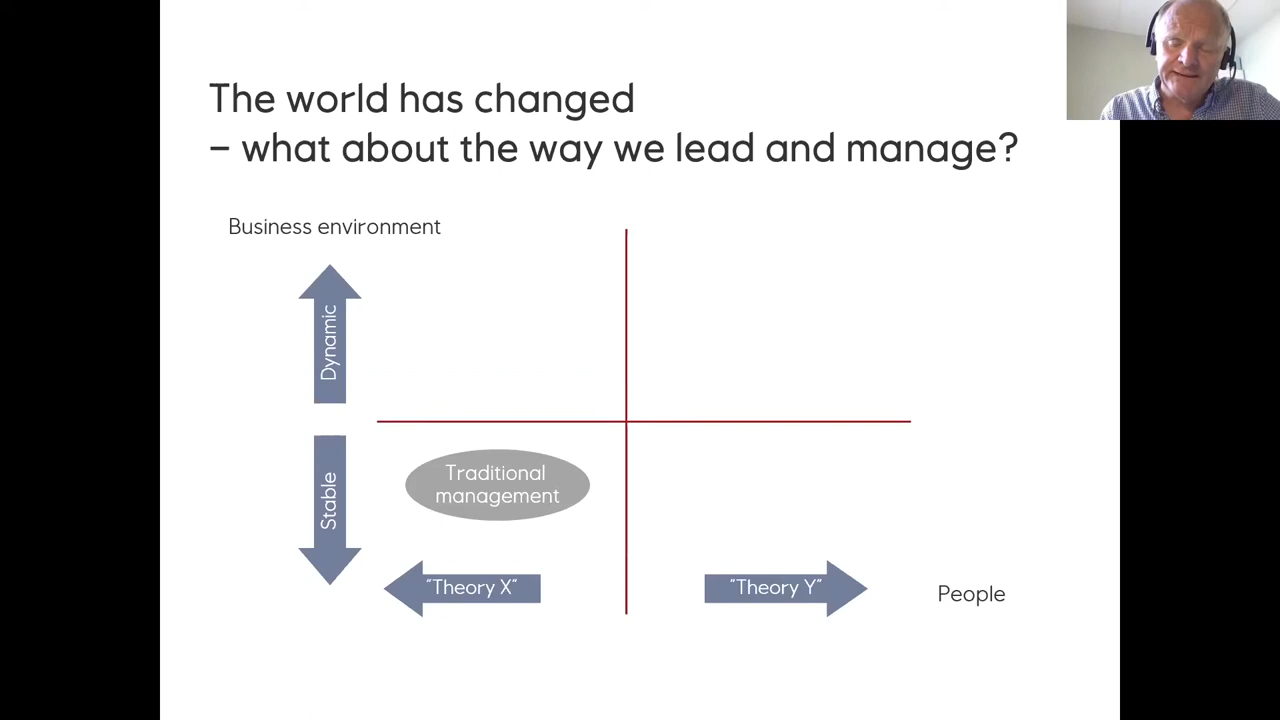 The world has changed
– what about the way we lead and manage?
Business environment
Dynamic
Stable
Traditional
management
"Theory X"
"Theory Y"
People